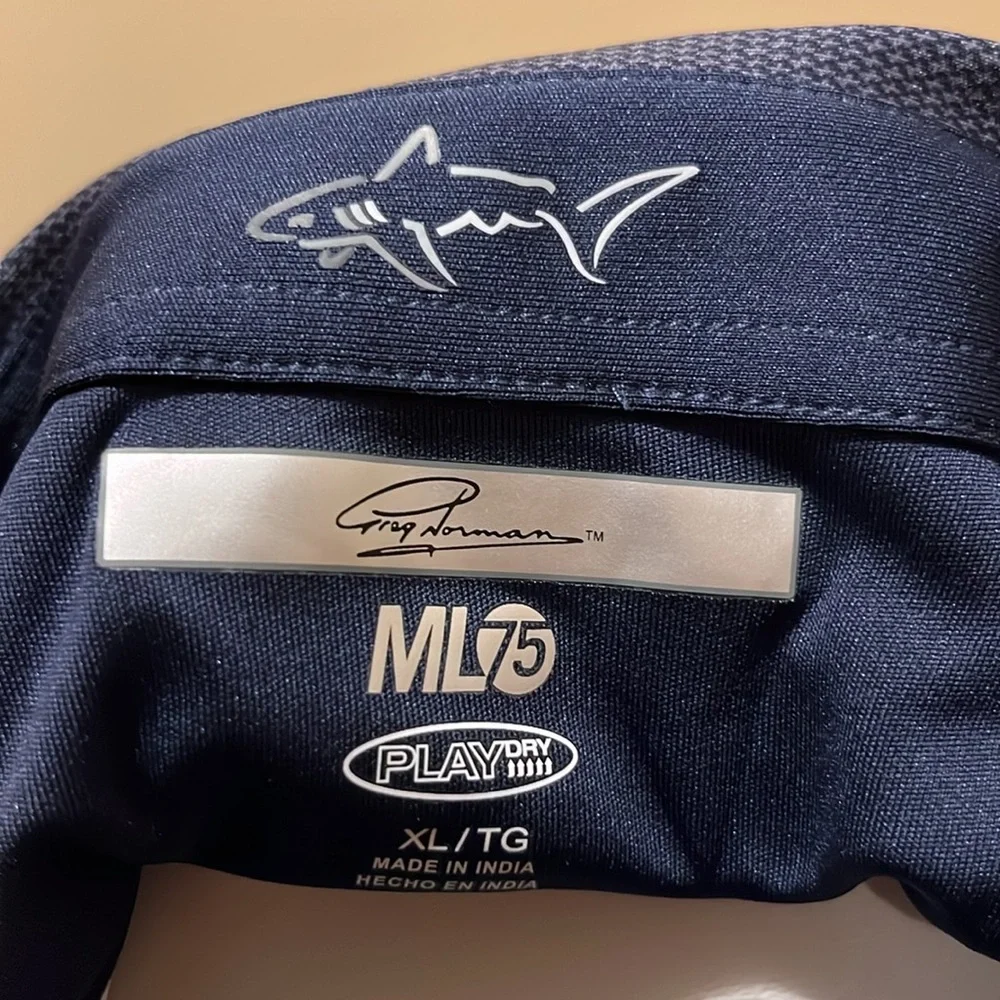 Greg Norman™
ML75
PLAYDRY
XL/TG
MADE IN INDIA
HECHO EN INDIA